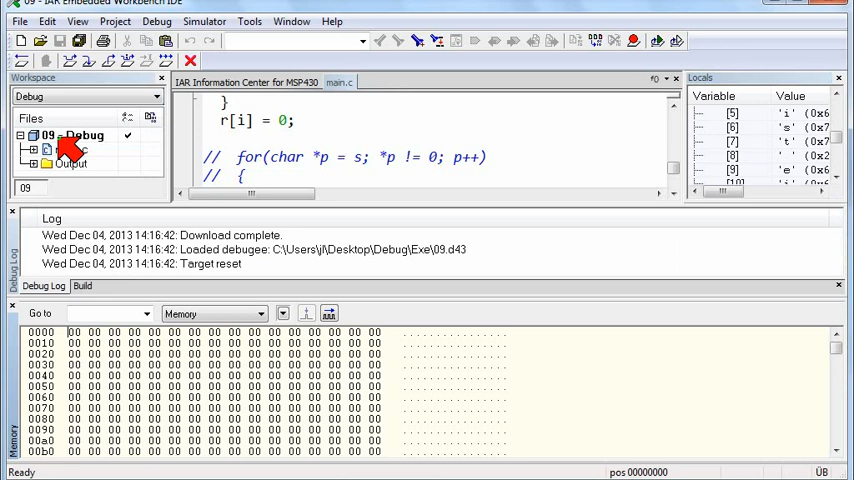 09 - IAR Embedded Workbench IDE
File Edit View Project Debug Simulator Tools Window Help
Workspace
Debug
Files
09 - Debug
Output
09
IAR Information Center for MSP430 main.c f0
}
r[i] = 0;
// for(char *p = s; *p != 0; p++)
// {
Locals
Variable Value
[5] 'i' (0x6
[6] 's' (0x7
[7] 't' (0x7
[8] ' ' (0x2
[9] 'e' (0x6
[10] 'i' (0x6
Log
Wed Dec 04, 2013 14:16:42: Download complete.
Wed Dec 04, 2013 14:16:42: Loaded debugee: C:\Users\jl\Desktop\Debug\Exe\09.d43
Wed Dec 04, 2013 14:16:42: Target reset
Debug Log
Debug Log Build
Go to Memory
0000 00 00 00 00 00 00 00 00 00 00 00 00 00 00 00 00 ................
0010 00 00 00 00 00 00 00 00 00 00 00 00 00 00 00 00 ................
0020 00 00 00 00 00 00 00 00 00 00 00 00 00 00 00 00 ................
0030 00 00 00 00 00 00 00 00 00 00 00 00 00 00 00 00 ................
0040 00 00 00 00 00 00 00 00 00 00 00 00 00 00 00 00 ................
0050 00 00 00 00 00 00 00 00 00 00 00 00 00 00 00 00 ................
0060 00 00 00 00 00 00 00 00 00 00 00 00 00 00 00 00 ................
0070 00 00 00 00 00 00 00 00 00 00 00 00 00 00 00 00 ................
0080 00 00 00 00 00 00 00 00 00 00 00 00 00 00 00 00 ................
0090 00 00 00 00 00 00 00 00 00 00 00 00 00 00 00 00 ................
00a0 00 00 00 00 00 00 00 00 00 00 00 00 00 00 00 00 ................
00b0 00 00 00 00 00 00 00 00 00 00 00 00 00 00 00 00 ................
Memory
Ready pos 00000000 ÜB